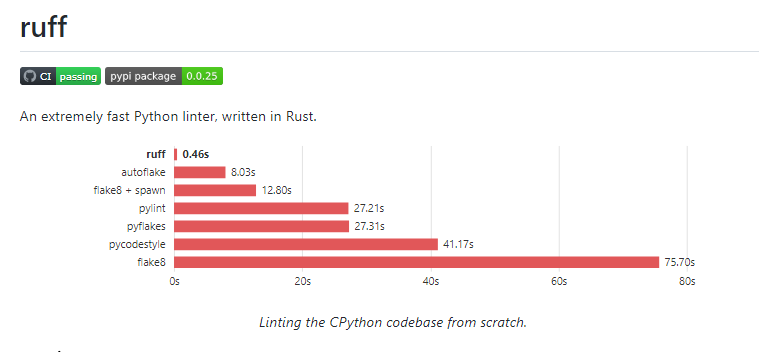 ruff
CI passing pypi package 0.0.25
An extremely fast Python linter, written in Rust.
ruff 0.46s
autoflake 8.03s
flake8 + spawn 12.80s
pylint 27.21s
pyflakes 27.31s
pycodestyle 41.17s
flake8 75.70s
0s 20s 40s 60s 80s
Linting the CPython codebase from scratch.